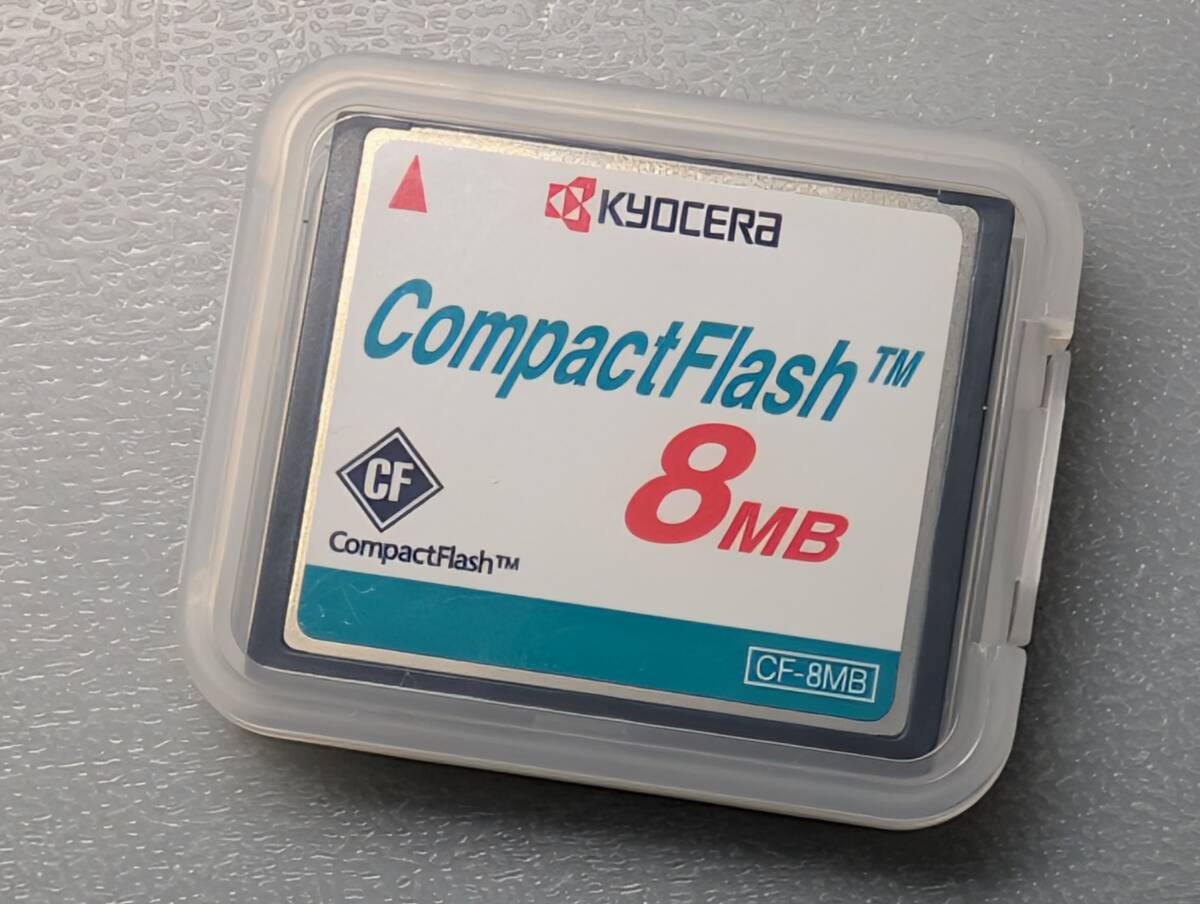 KYOCERA
CompactFlash™
8MB
CF
CompactFlash™
CF-8MB